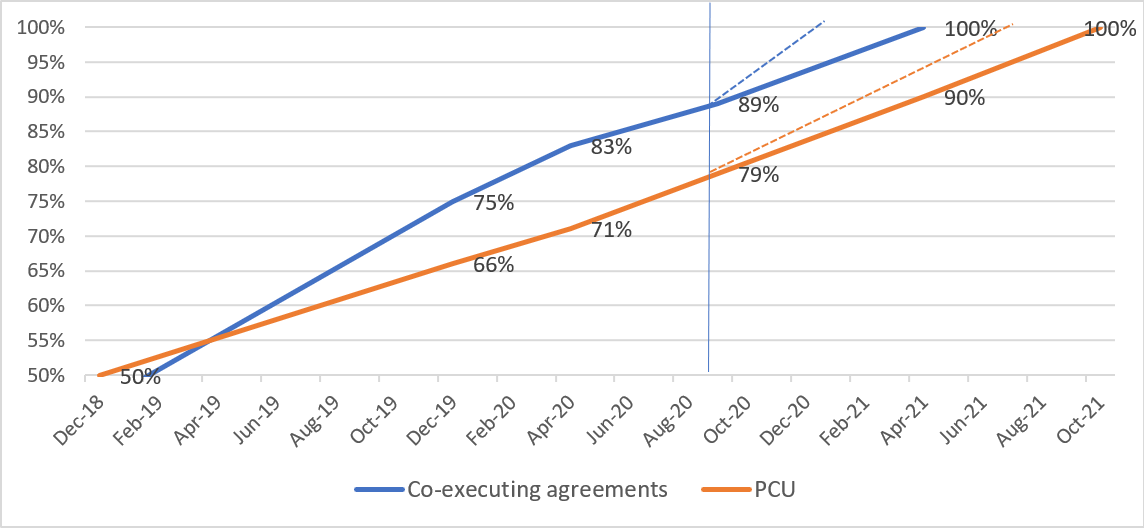 100%
95%
90%
85%
80%
75%
70%
65%
60%
55%
50%
100%
100%
89%
90%
83%
79%
75%
71%
66%
50%
Dec-18
Feb-19
Apr-19
Jun-19
Aug-19
Oct-19
Dec-19
Feb-20
Apr-20
Jun-20
Aug-20
Oct-20
Dec-20
Feb-21
Apr-21
Jun-21
Aug-21
Oct-21
Co-executing agreements
PCU